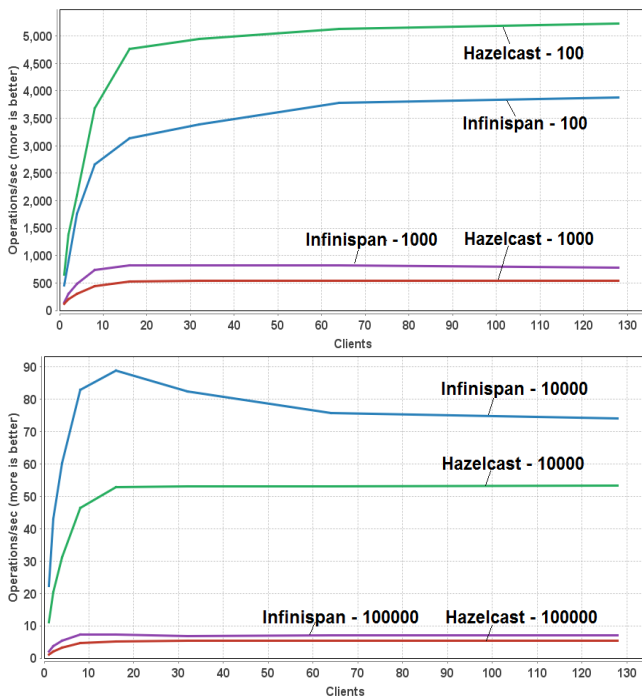 Operations/sec (more is better)
5,000
4,500
4,000
3,500
3,000
2,500
2,000
1,500
1,000
500
0
Hazelcast - 100
Infinispan - 100
Infinispan - 1000
Hazelcast - 1000
0 10 20 30 40 50 60 70 80 90 100 110 120 130
Clients
Operations/sec (more is better)
90
80
70
60
50
40
30
20
10
0
Infinispan - 10000
Hazelcast - 10000
Infinispan - 100000
Hazelcast - 100000
0 10 20 30 40 50 60 70 80 90 100 110 120 130
Clients